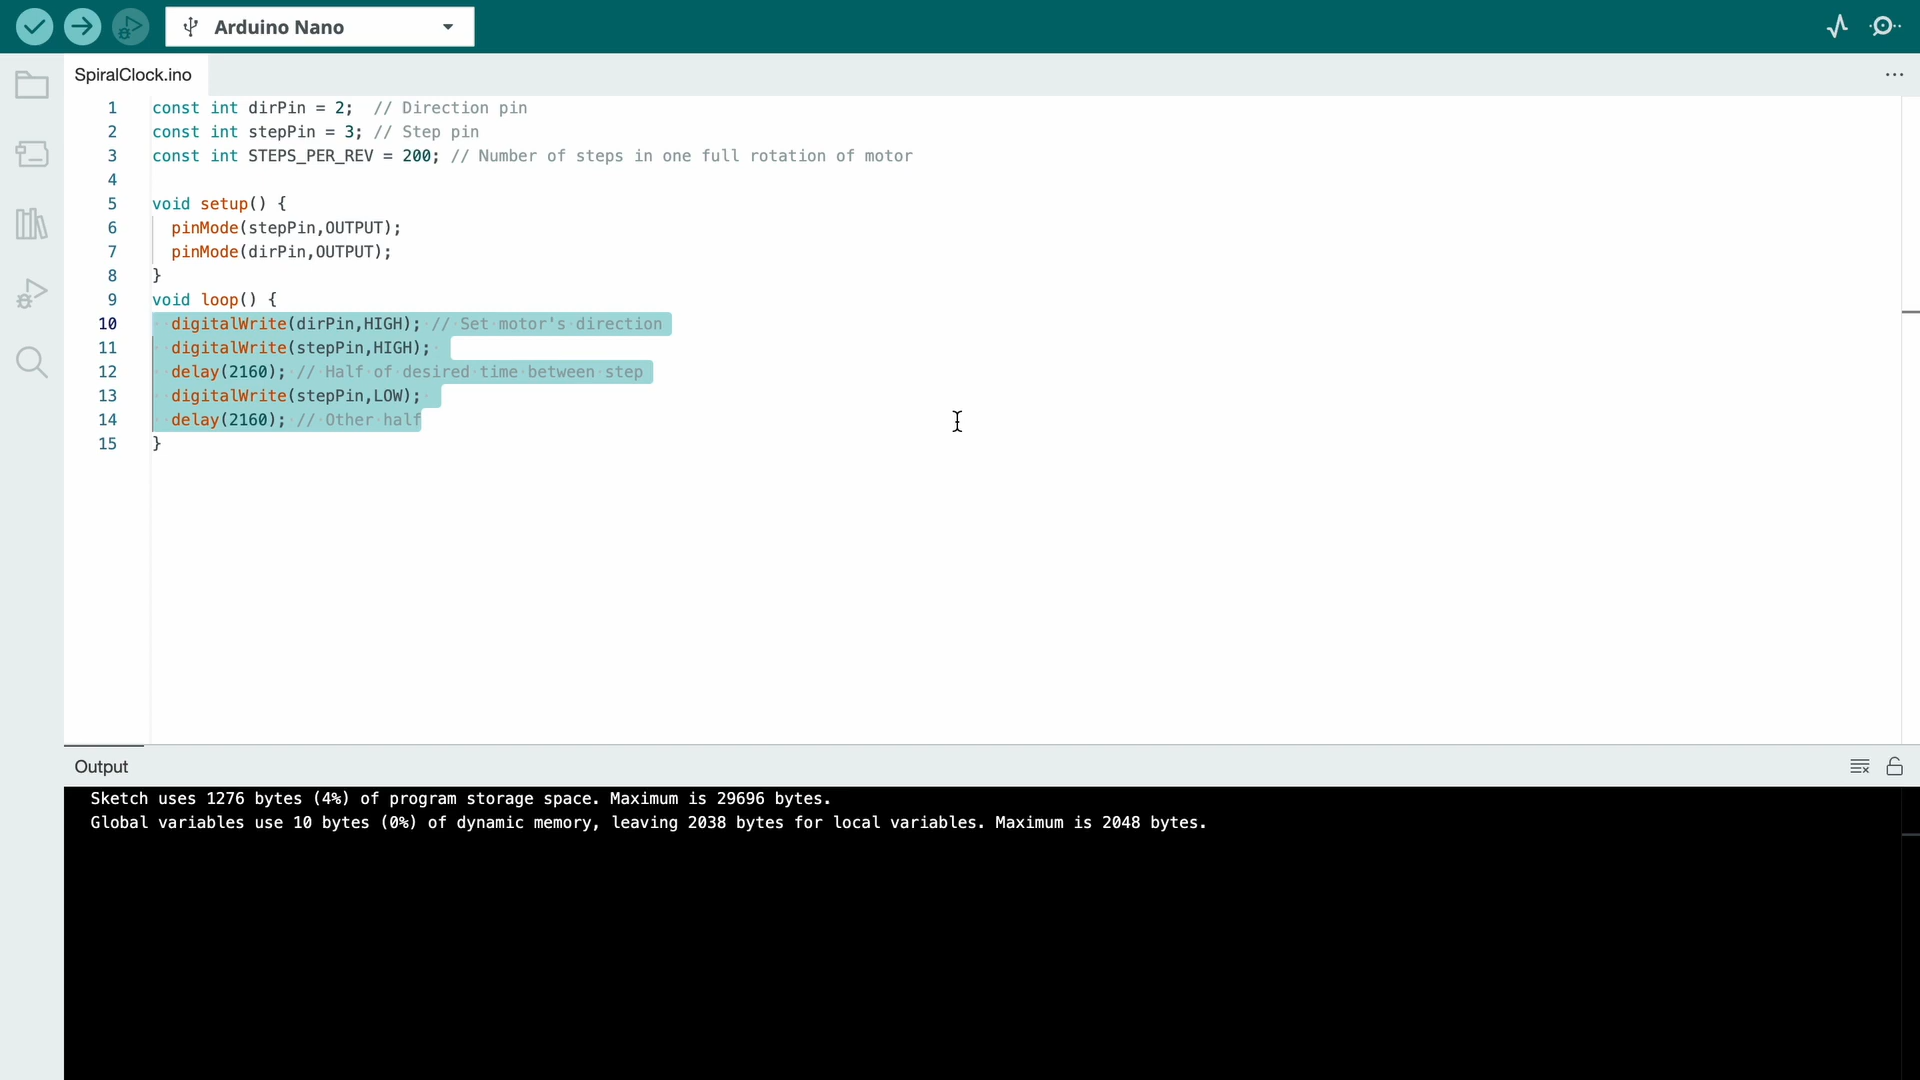 Arduino Nano
SpiralClock.ino
1 const int dirPin = 2;  // Direction pin
2 const int stepPin = 3; // Step pin
3 const int STEPS_PER_REV = 200; // Number of steps in one full rotation of motor
4
5 void setup() {
6   pinMode(stepPin,OUTPUT);
7   pinMode(dirPin,OUTPUT);
8 }
9 void loop() {
10   digitalWrite(dirPin,HIGH); // Set motor's direction
11   digitalWrite(stepPin,HIGH);
12   delay(2160); // Half of desired time between step
13   digitalWrite(stepPin,LOW);
14   delay(2160); // Other half
15 }
Output
Sketch uses 1276 bytes (4%) of program storage space. Maximum is 29696 bytes.
Global variables use 10 bytes (0%) of dynamic memory, leaving 2038 bytes for local variables. Maximum is 2048 bytes.